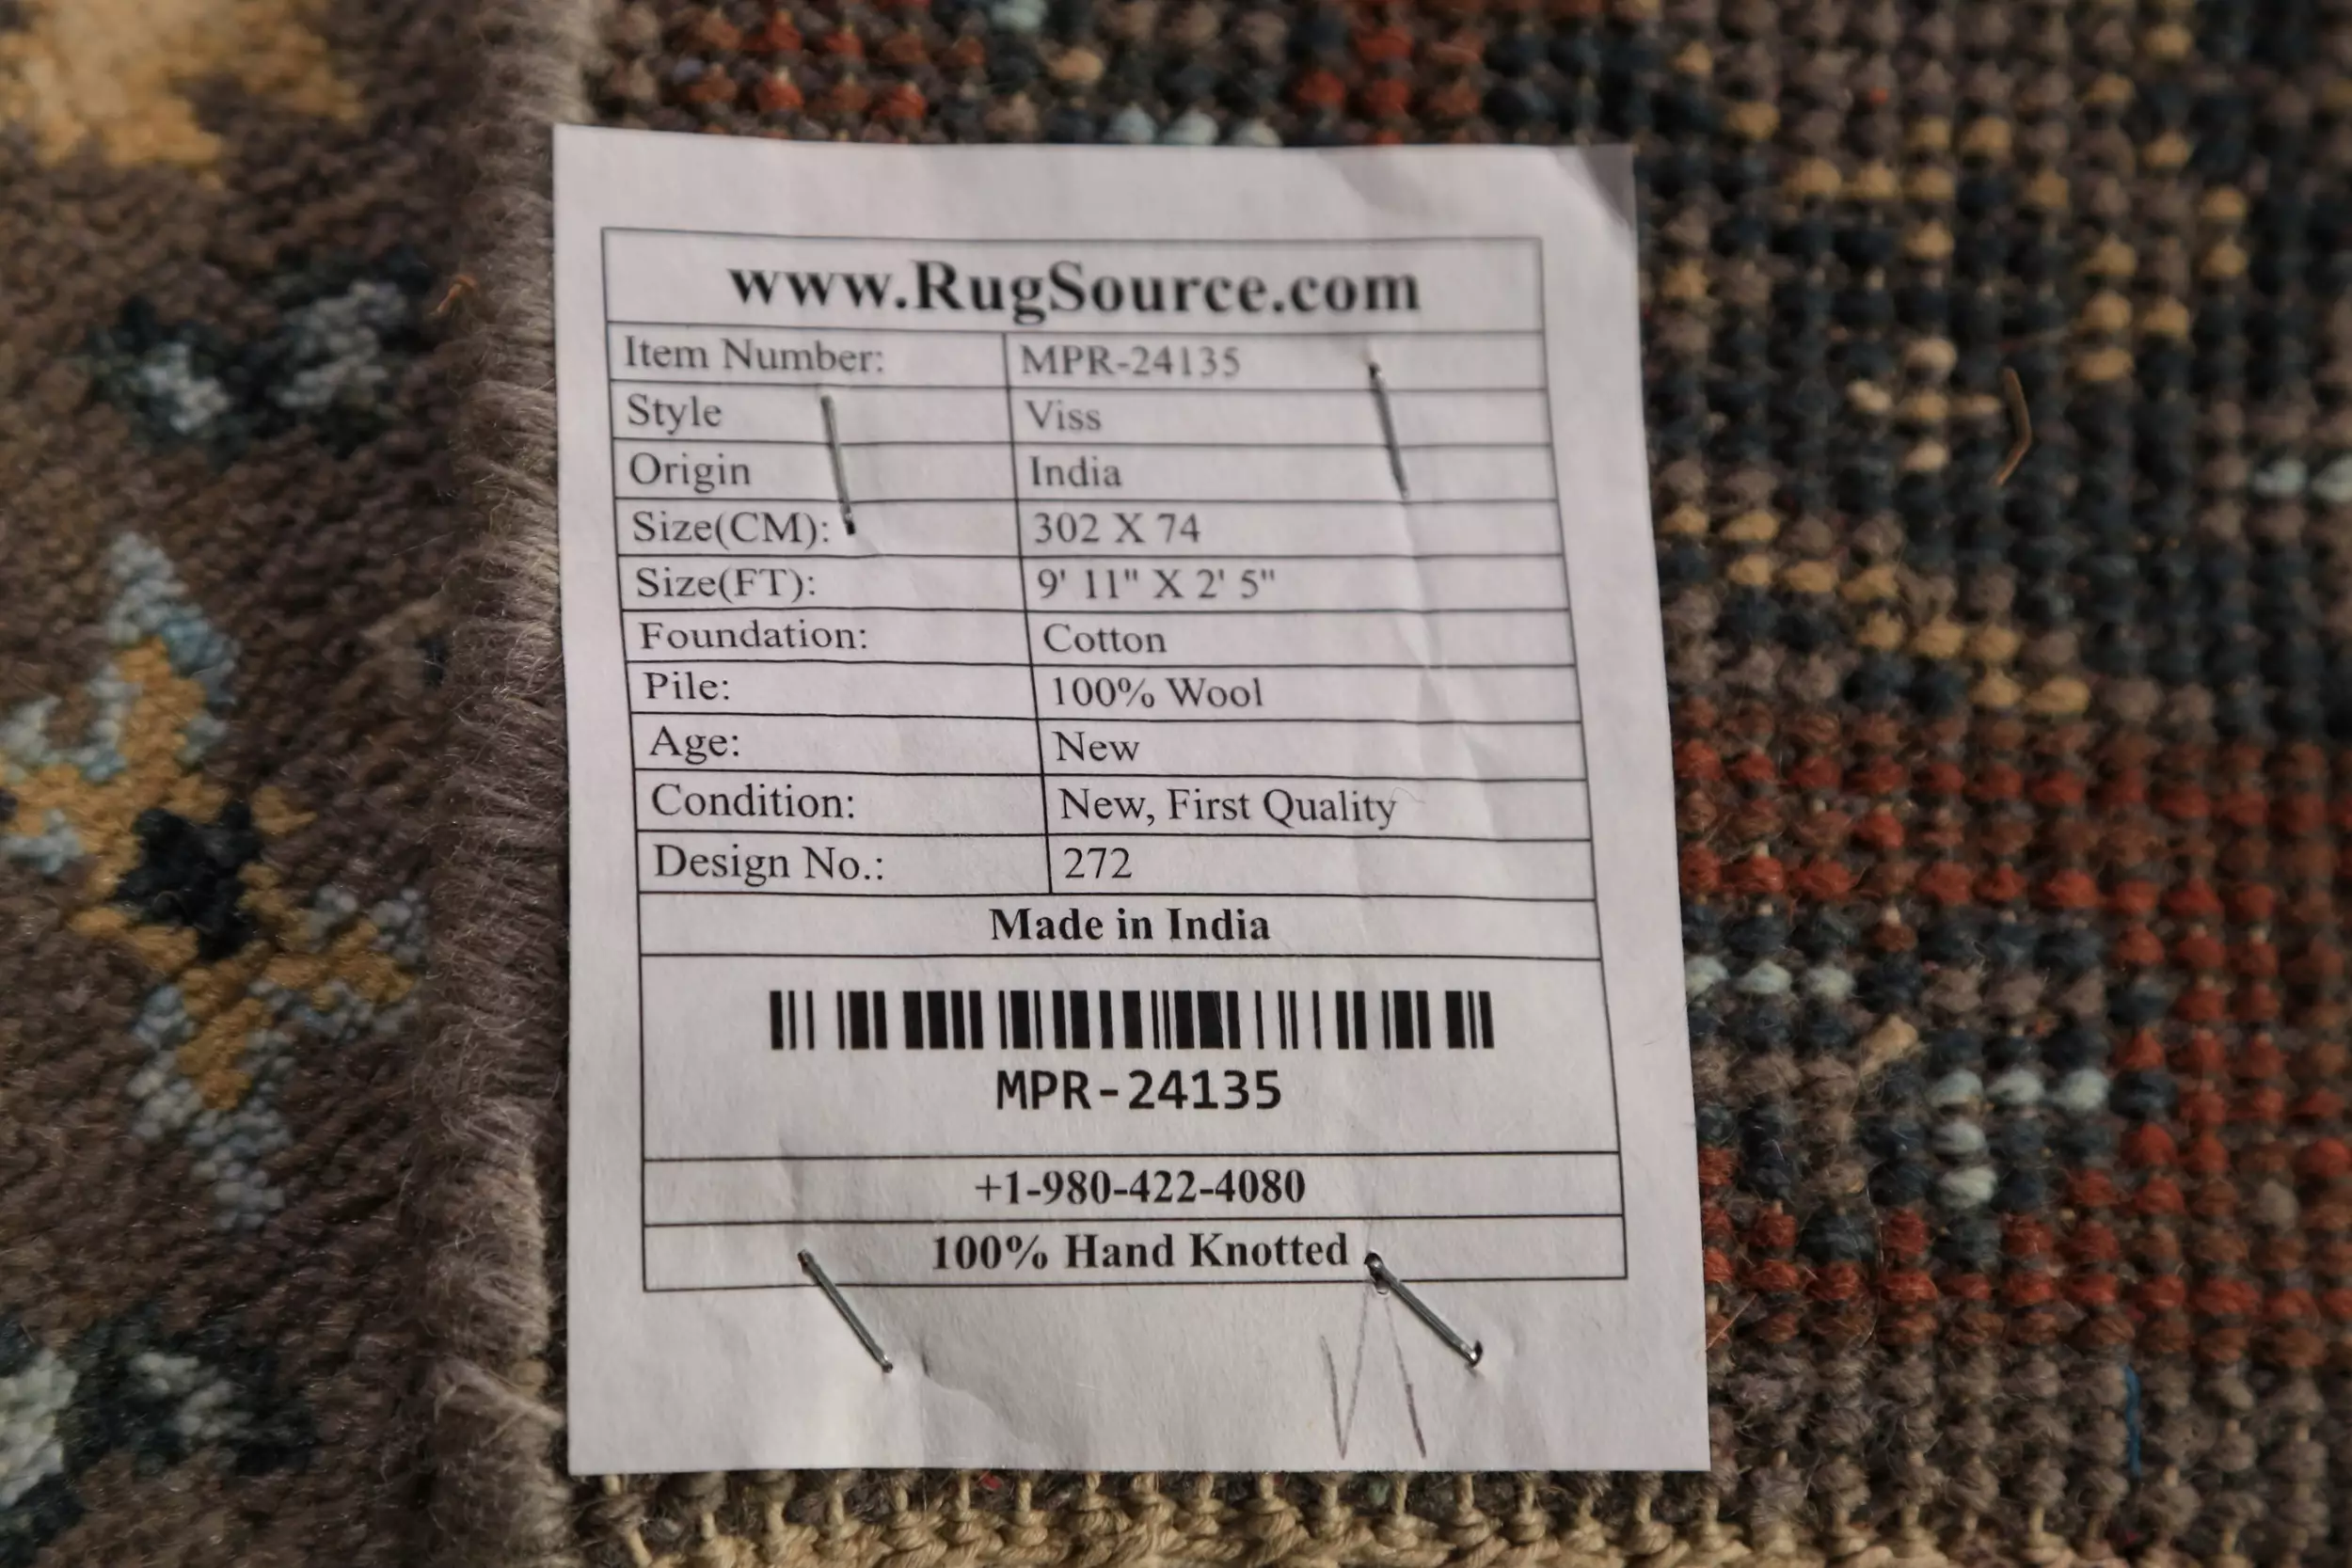 www.RugSource.com
Item Number: MPR-24135
Style Viss
Origin India
Size(CM): 302 X 74
Size(FT): 9' 11" X 2' 5"
Foundation: Cotton
Pile: 100% Wool
Age: New
Condition: New, First Quality
Design No.: 272
Made in India
MPR-24135
+1-980-422-4080
100% Hand Knotted